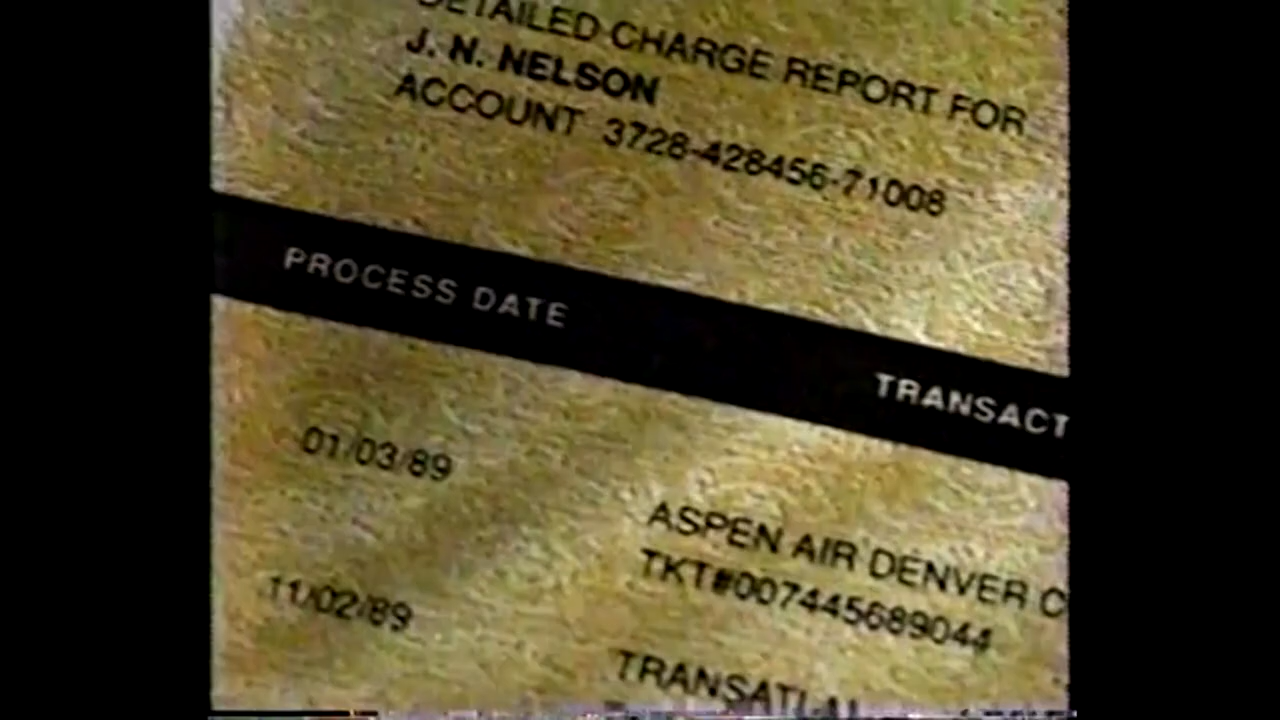 DETAILED CHARGE REPORT FOR
J. N. NELSON
ACCOUNT 3728-428456-71008
PROCESS DATE
TRANSACT
01/03/89
ASPEN AIR DENVER C
TKT#007445689044
11/02/89
TRANSATLA